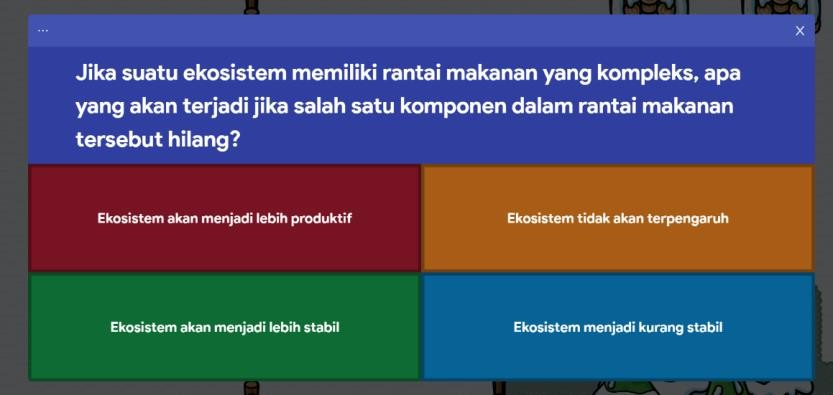 ...
X
Jika suatu ekosistem memiliki rantai makanan yang kompleks, apa
yang akan terjadi jika salah satu komponen dalam rantai makanan
tersebut hilang?
Ekosistem akan menjadi lebih produktif
Ekosistem tidak akan terpengaruh
Ekosistem akan menjadi lebih stabil
Ekosistem menjadi kurang stabil